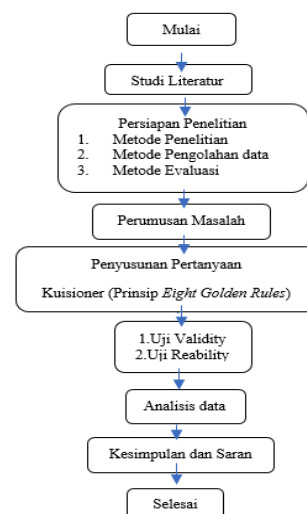 Mulai
Studi Literatur
Persiapan Penelitian
1. Metode Penelitian
2. Metode Pengolahan data
3. Metode Evaluasi
Perumusan Masalah
Penyusunan Pertanyaan
Kuisioner (Prinsip Eight Golden Rules)
1.Uji Validity
2.Uji Reability
Analisis data
Kesimpulan dan Saran
Selesai